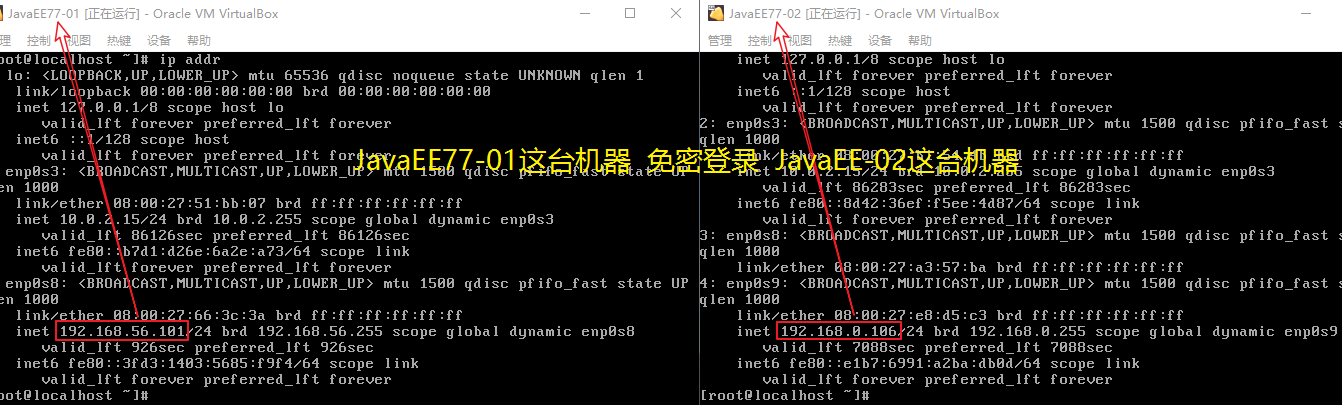 JavaEE77-01 [正在运行] - Oracle VM VirtualBox
理 控制 视图 热键 设备 帮助
oot@localhost ~]# ip addr
lo: <LOOPBACK,UP,LOWER_UP> mtu 65536 qdisc noqueue state UNKNOWN qlen 1
link/loopback 00:00:00:00:00:00 brd 00:00:00:00:00:00
inet 127.0.0.1/8 scope host lo
valid_lft forever preferred_lft forever
inet6 ::1/128 scope host
valid_lft forever preferred_lft forever
enp0s3: <BROADCAST,MULTICAST,UP,LOWER_UP> mtu 1500 qdisc pfifo_fast state UP
en 1000
link/ether 08:00:27:51:bb:07 brd ff:ff:ff:ff:ff:ff
inet 10.0.2.15/24 brd 10.0.2.255 scope global dynamic enp0s3
valid_lft 86126sec preferred_lft 86126sec
inet6 fe80::b7d1:d26e:6a2e:a73/64 scope link
valid_lft forever preferred_lft forever
enp0s8: <BROADCAST,MULTICAST,UP,LOWER_UP> mtu 1500 qdisc pfifo_fast state UP
en 1000
link/ether 08:00:27:66:3c:3a brd ff:ff:ff:ff:ff:ff
inet 192.168.56.101/24 brd 192.168.56.255 scope global dynamic enp0s8
valid_lft 926sec preferred_lft 926sec
inet6 fe80::3fd3:1403:5685:f9f4/64 scope link
valid_lft forever preferred_lft forever
oot@localhost ~]#
JavaEE77-01这台机器 免密登录 JavaEE-02这台机器
JavaEE77-02 [正在运行] - Oracle VM VirtualBox
管理 控制 视图 热键 设备 帮助
inet 127.0.0.1/8 scope host lo
valid_lft forever preferred_lft forever
inet6 ::1/128 scope host
valid_lft forever preferred_lft forever
2: enp0s3: <BROADCAST,MULTICAST,UP,LOWER_UP> mtu 1500 qdisc pfifo_fast s
qlen 1000
ff:ff:ff:ff:ff:ff
inet 10.0.2.15/24 brd 10.0.2.255 scope global dynamic enp0s3
valid_lft 86283sec preferred_lft 86283sec
inet6 fe80::8d42:36ef:f5ee:4d87/64 scope link
valid_lft forever preferred_lft forever
3: enp0s8: <BROADCAST,MULTICAST,UP,LOWER_UP> mtu 1500 qdisc pfifo_fast s
qlen 1000
link/ether 08:00:27:a3:57:ba brd ff:ff:ff:ff:ff:ff
4: enp0s9: <BROADCAST,MULTICAST,UP,LOWER_UP> mtu 1500 qdisc pfifo_fast s
qlen 1000
link/ether 08:00:27:e8:d5:c3 brd ff:ff:ff:ff:ff:ff
inet 192.168.0.106/24 brd 192.168.0.255 scope global dynamic enp0s9
valid_lft 7088sec preferred_lft 7088sec
inet6 fe80::e1b7:6991:a2ba:db0d/64 scope link
valid_lft forever preferred_lft forever
[root@localhost ~]#